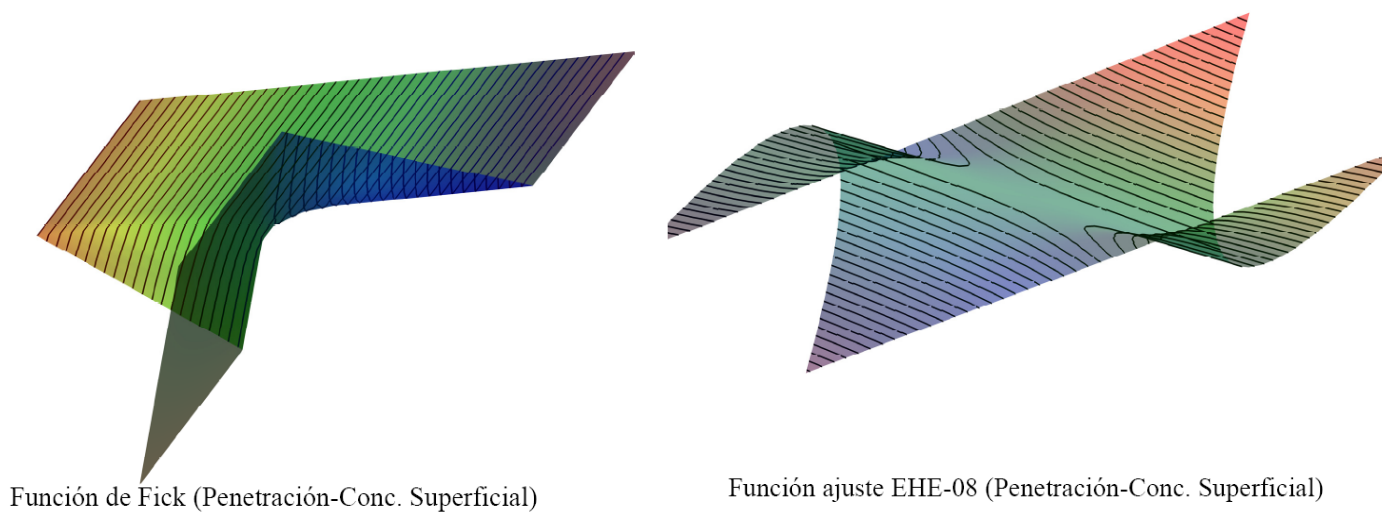 Función de Fick (Penetración-Conc. Superficial)
Función ajuste EHE-08 (Penetración-Conc. Superficial)